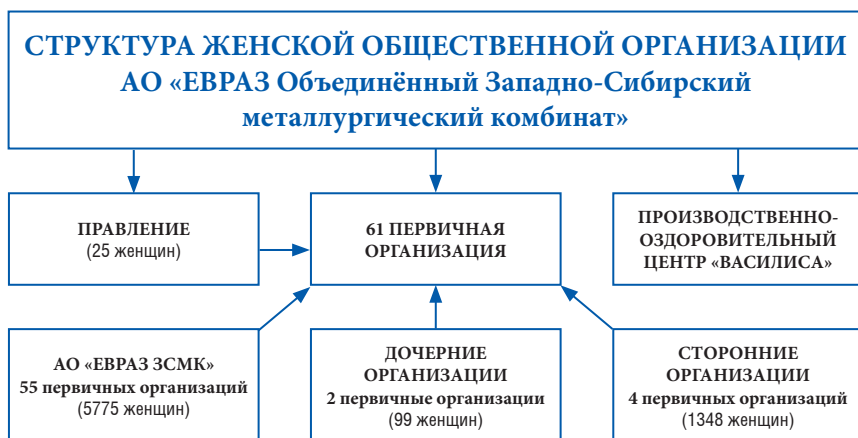 СТРУКТУРА ЖЕНСКОЙ ОБЩЕСТВЕННОЙ ОРГАНИЗАЦИИ
АО «ЕВРАЗ Объединённый Западно-Сибирский
металлургический комбинат»
ПРАВЛЕНИЕ
(25 женщин)
61 ПЕРВИЧНАЯ
ОРГАНИЗАЦИЯ
ПРОИЗВОДСТВЕННО-
ОЗДОРОВИТЕЛЬНЫЙ
ЦЕНТР «ВАСИЛИСА»
АО «ЕВРАЗ ЗСМК»
55 первичных организаций
(5775 женщин)
ДОЧЕРНИЕ
ОРГАНИЗАЦИИ
2 первичные организации
(99 женщин)
СТОРОННИЕ
ОРГАНИЗАЦИИ
4 первичных организаций
(1348 женщин)